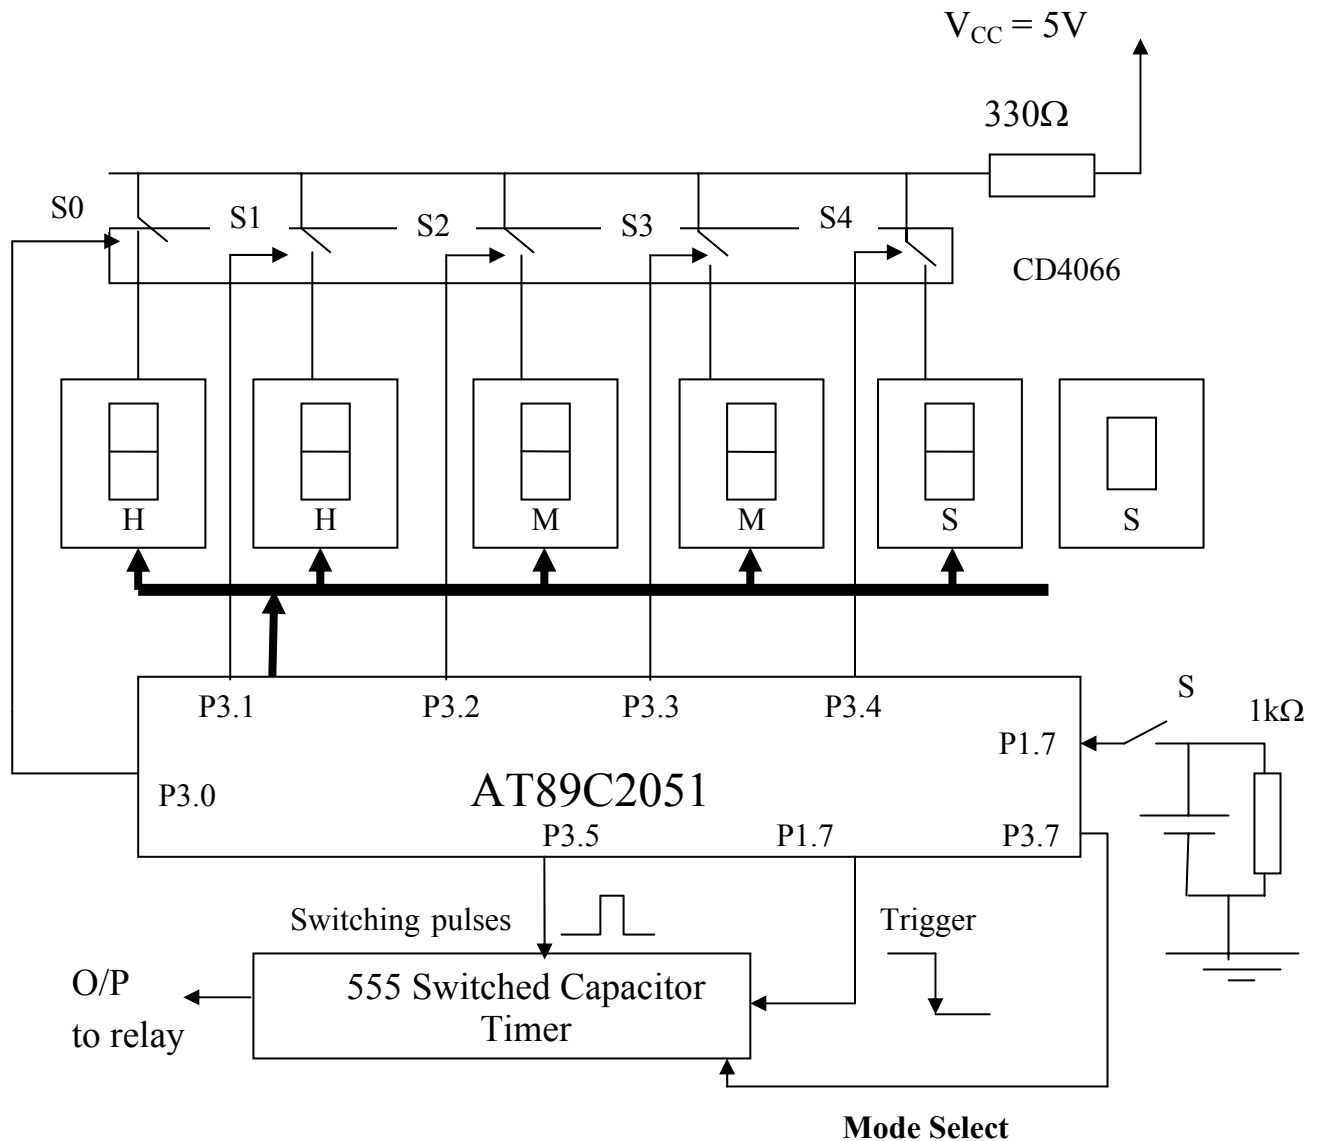 V_CC = 5V
330Ω
S0
S1
S2
S3
S4
CD4066
H
H
M
M
S
S
P3.1
P3.2
P3.3
P3.4
S
1kΩ
P1.7
P3.0
AT89C2051
P3.5
P1.7
P3.7
Switching pulses
Trigger
O/P
to relay
555 Switched Capacitor
Timer
Mode Select